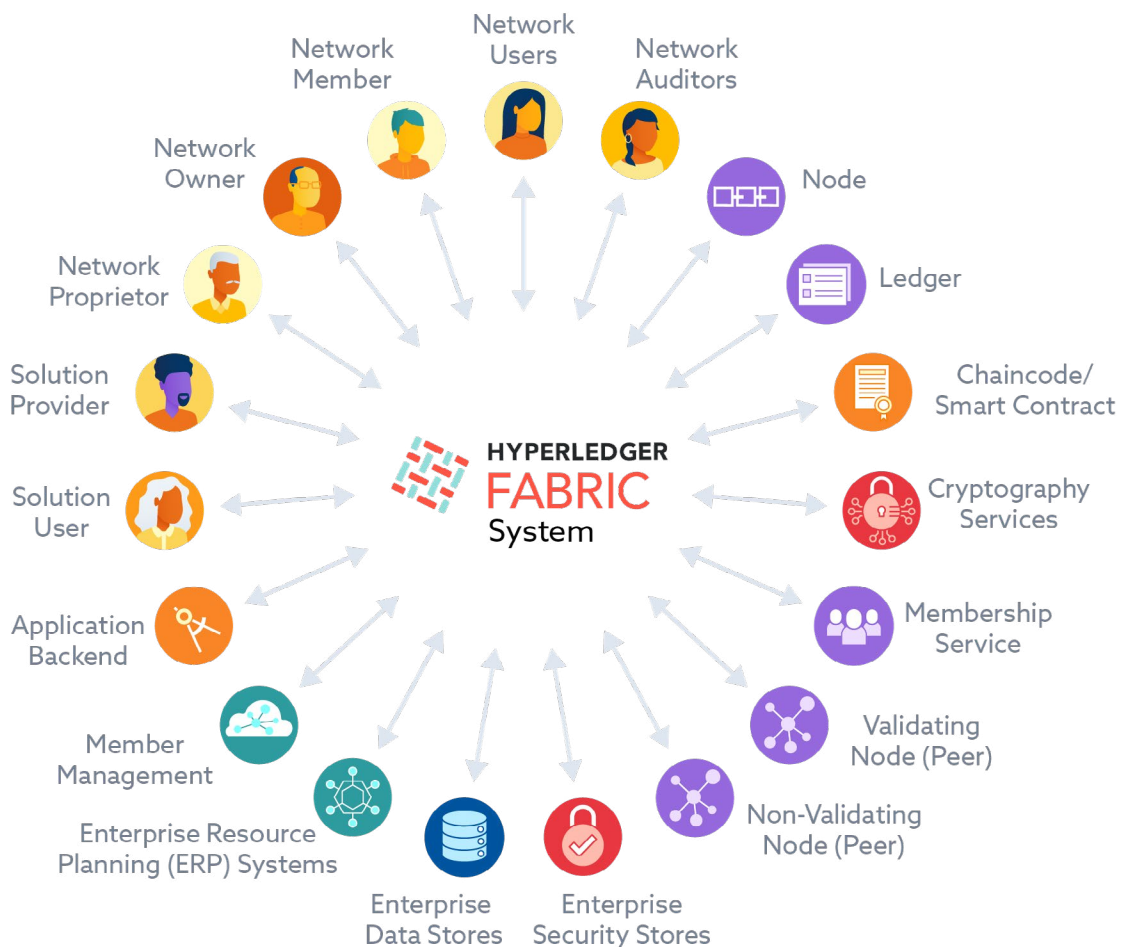 Network
Users
Network
Member
Network
Auditors
Network
Owner
Node
Network
Proprietor
Ledger
Solution
Provider
Chaincode/
Smart Contract
HYPERLEDGER
FABRIC
System
Solution
User
Cryptography
Services
Application
Backend
Membership
Service
Member
Management
Validating
Node (Peer)
Enterprise Resource
Planning (ERP) Systems
Non-Validating
Node (Peer)
Enterprise
Data Stores
Enterprise
Security Stores